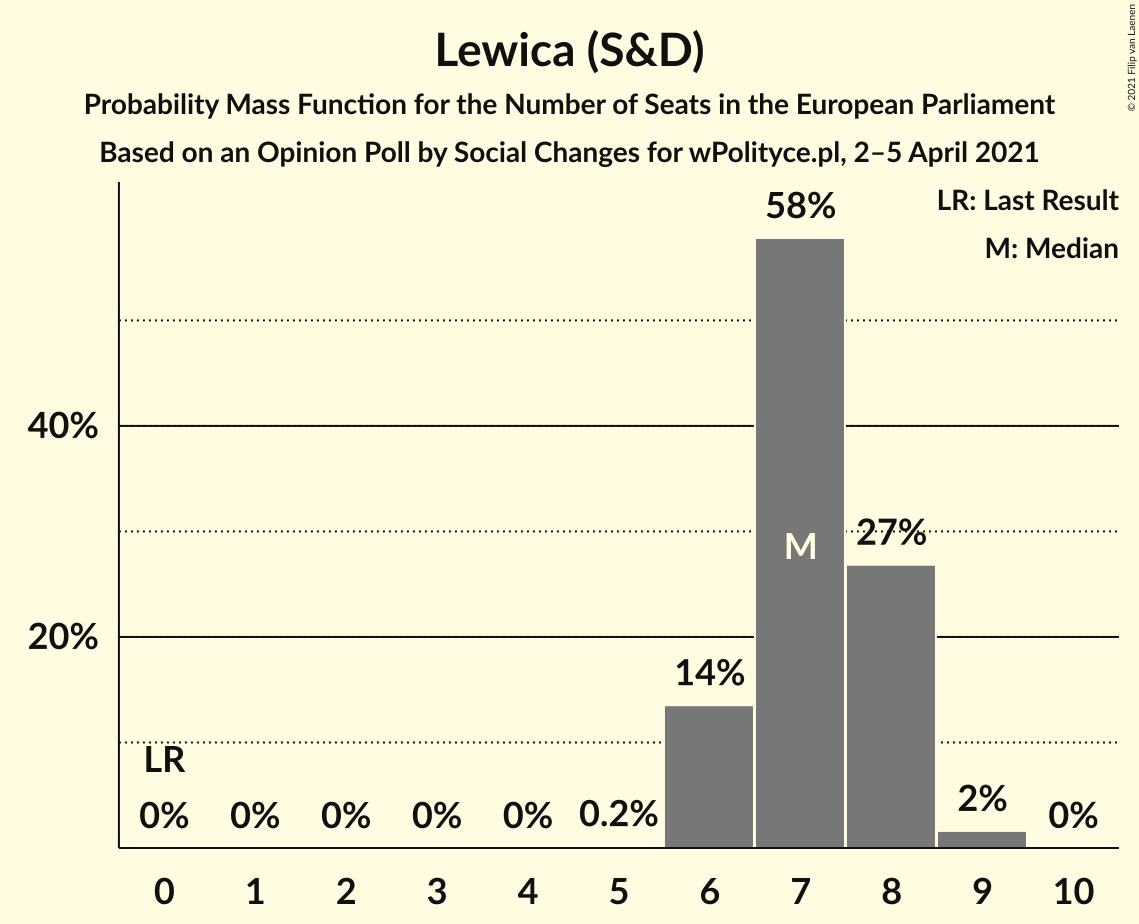 Lewica (S&D)
Probability Mass Function for the Number of Seats in the European Parliament
Based on an Opinion Poll by Social Changes for wPolityce.pl, 2–5 April 2021
© 2021 Filip van Laenen
LR: Last Result
M: Median
58%
40%
27%
M
20%
14%
LR
0% 0% 0% 0% 0% 0.2% 2% 0%
0 1 2 3 4 5 6 7 8 9 10